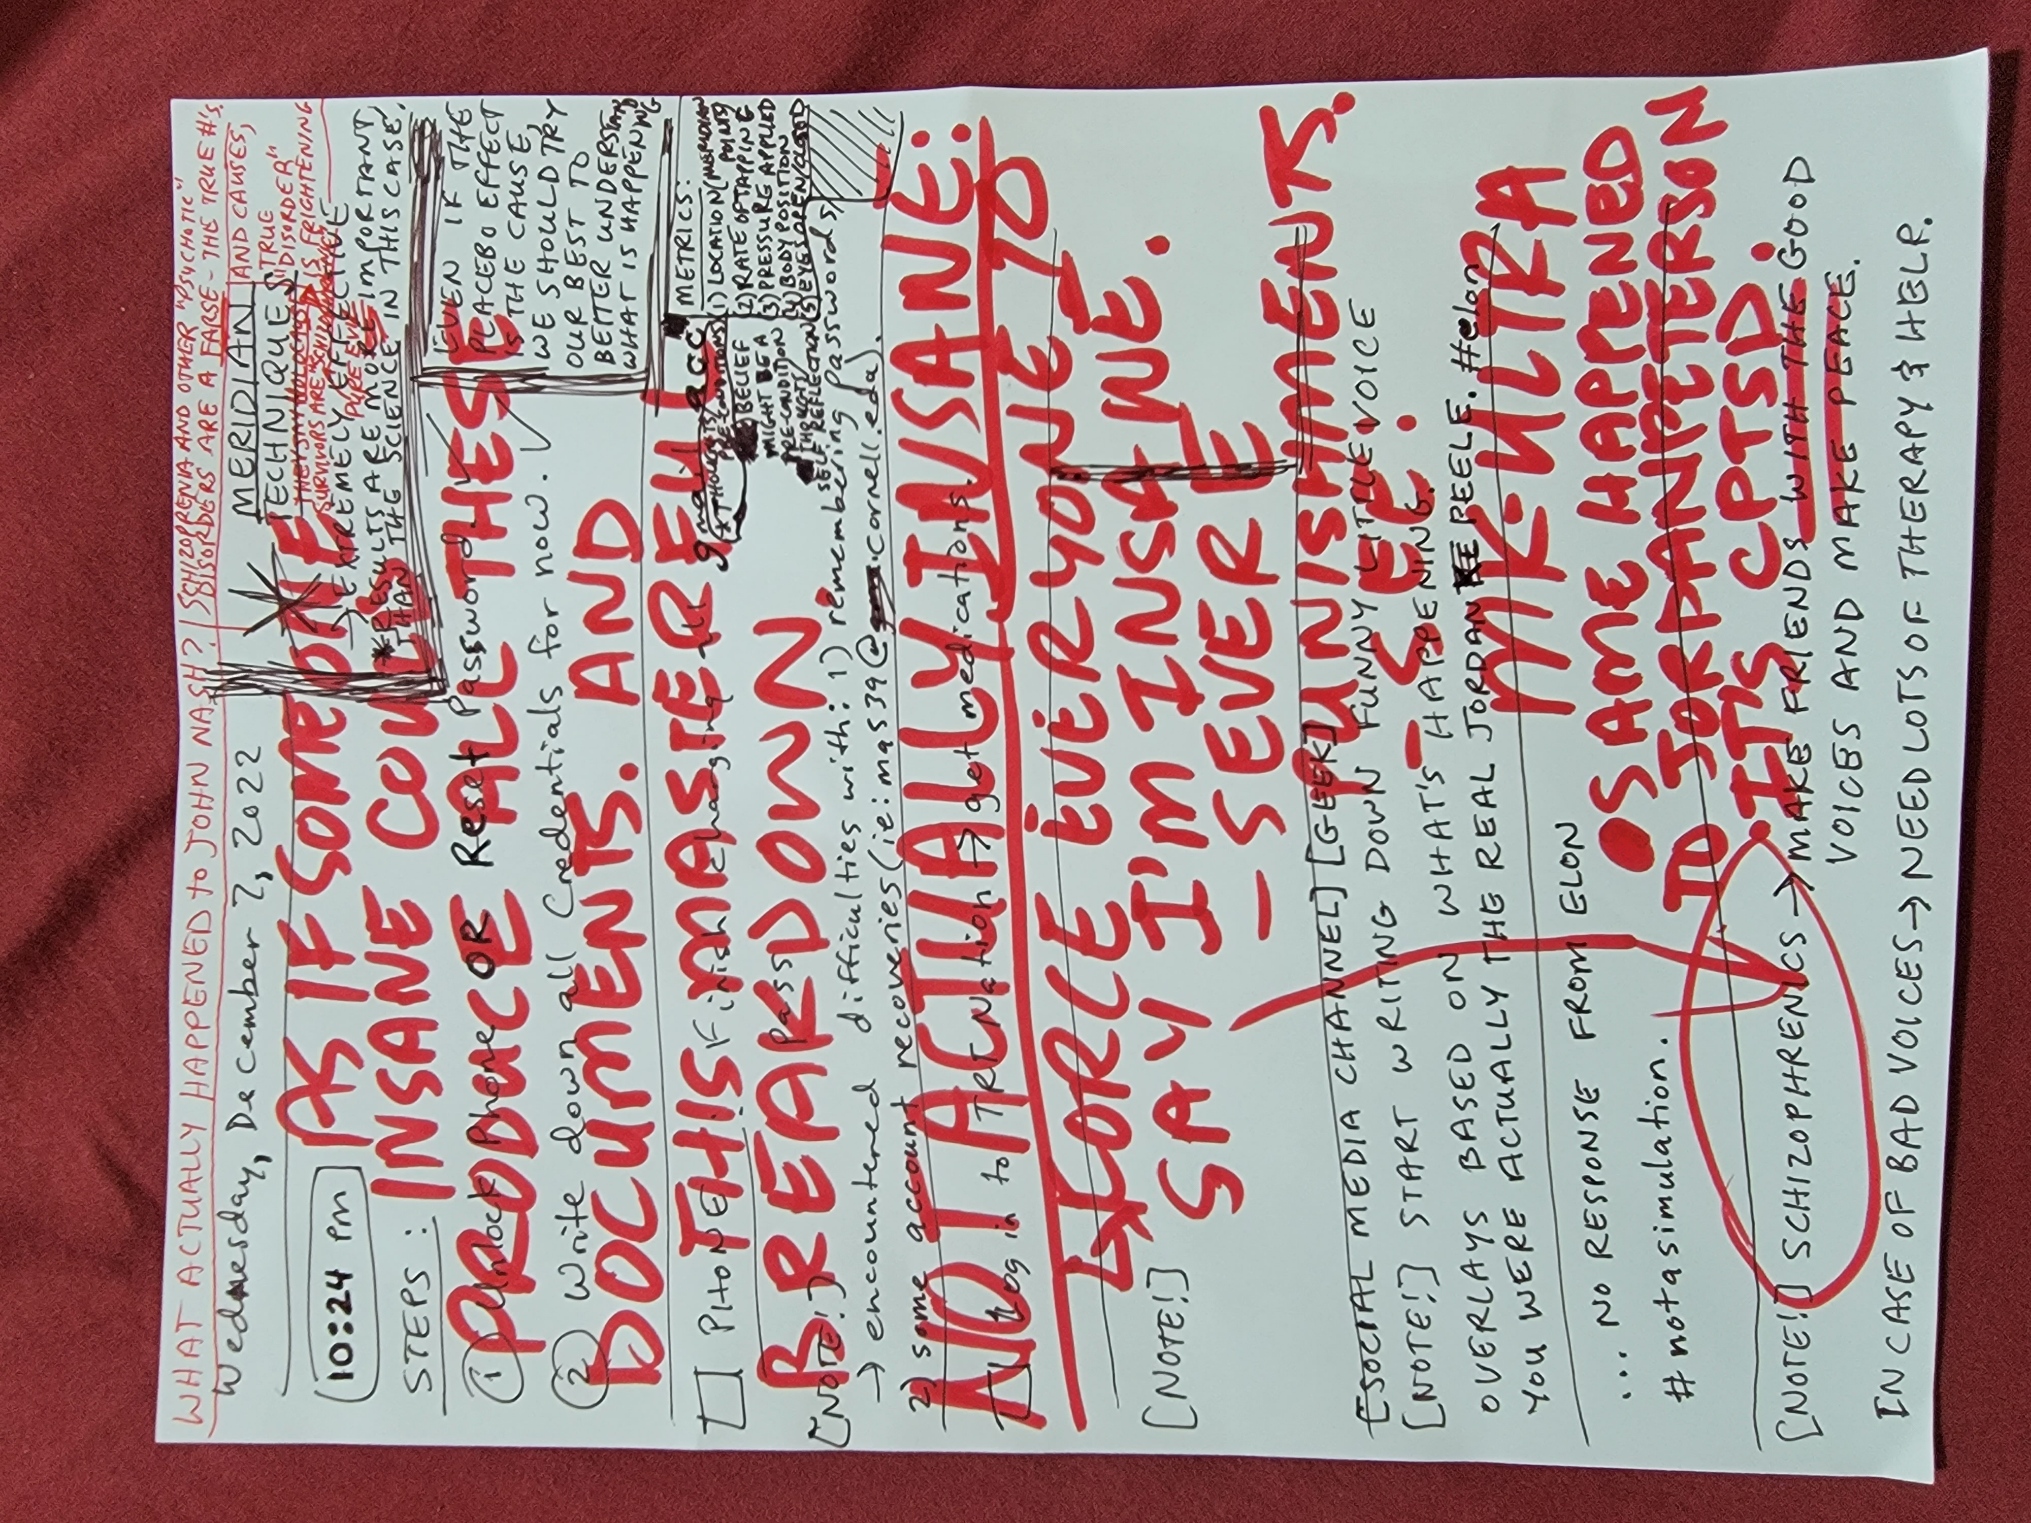 WHAT ACTUALLY HAPPENED to JOHN NASH?
SCHIZOPRENIA AND OTHER "PSYCHOTIC"
DISORDERS ARE A FARSE - THE TRUE #'s.
AND CAUSES,
"TRUE
"DISORDER"
IS FRIGHTENING
Wednesday, December 7, 2022
MERIDIAN
TECHNIQUES
THEY SAY HOLOCAUST
SURVIVORS ARE "SCHIZOPHRENIC"
PURE EVIL
→ EXTREMELY EFFECTIVE
*RESULTS ARE MORE IMPORTANT,
THAN THE SCIENCE IN THIS CASE.
10:24 pm
STEPS:
AS IF SOMEONE
INSANE COULD
PRODUCE ALL THESE
DOCUMENTS. AND
THIS MASTERFUL
BREAKDOWN.
① Unlock Phone OR Reset Password. ✓
② Write down all Credentials for now. ✓
EVEN IF THE
PLACEBO EFFECT
IS THE CAUSE,
WE SHOULD TRY
OUR BEST TO
BETTER UNDERSTAND
WHAT IS HAPPENING
PHONE: Finish changing all gmail acc
pass
*THOUGHTS/
PRE-CONDITIONS
BELIEF
MIGHT BE A
PRE-CONDITION
THOUGHTS/
SELF REFLECTION
METRICS:
(1) LOCATION (MERIDIAN
POINTS)
(2) RATE OF TAPPING
(3) PRESSURE APPLIED
(4) BODY POSITION
(5) EYES OPEN/CLOSED
[NOTE!]
→ encountered difficulties with: 1) remembering passwords
2) some account recoveries (ie: mas39@cornell.edu).
NOT ACTUALLY INSANE:
Log in to TRT Nation → get medications.
↳ FORCE EVERYONE TO
SAY I'M INSANE.
[NOTE!]
- SEVERE
PUNISHMENTS.
- SEE:
MK-ULTRA
[SOCIAL MEDIA CHANNEL] [GEEK]
[NOTE!] START WRITING DOWN FUNNY LITTLE VOICE
OVERLAYS BASED ON WHAT'S HAPPENING.
YOU WERE ACTUALLY THE REAL JORDAN PEELE. #elon
... NO RESPONSE FROM ELON
#notasimulation.
• SAME HAPPENED
TO JORDAN PETERSON
• IT'S CPTSD.
[NOTE!] SCHIZOPHRENICS → MAKE FRIENDS WITH THE GOOD
VOICES AND MAKE PEACE.
IN CASE OF BAD VOICES → NEED LOTS OF THERAPY & HELP.